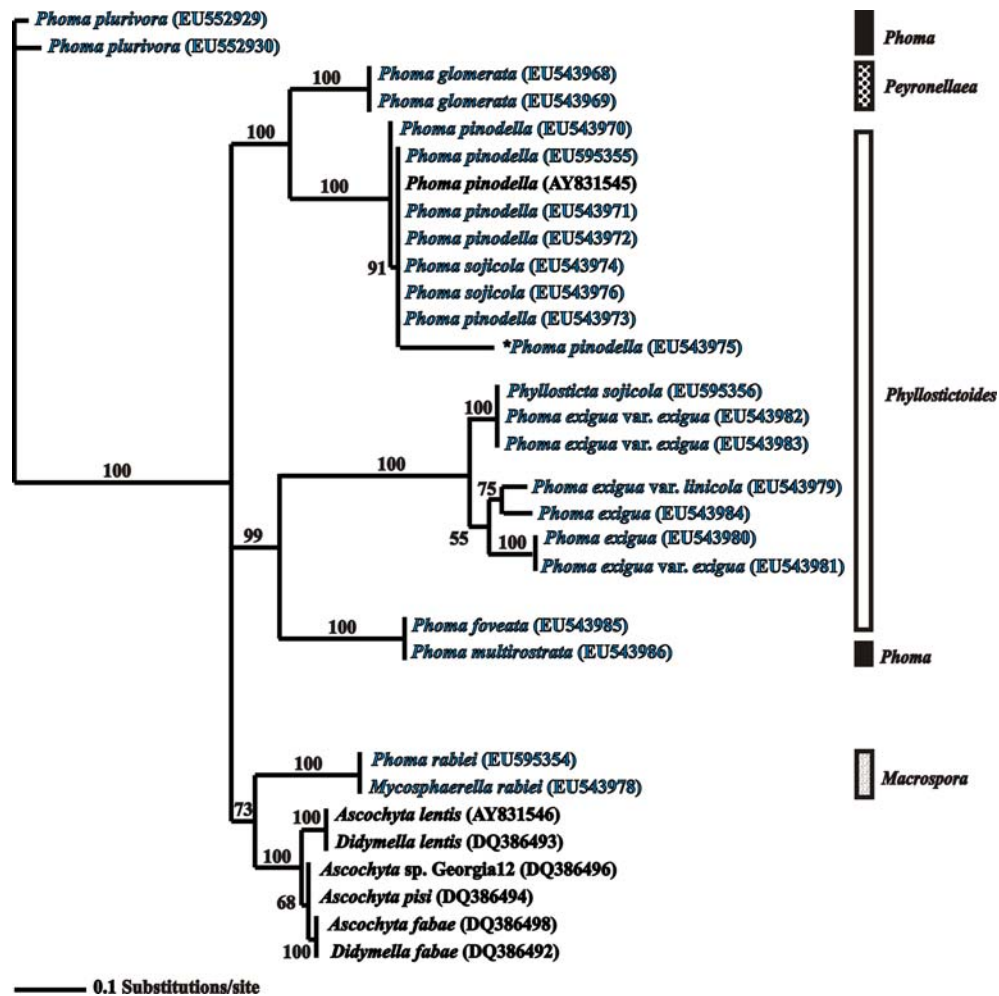 Phoma plurivora (EU552929)
Phoma plurivora (EU552930)
Phoma
100
Phoma glomerata (EU543968)
Phoma glomerata (EU543969)
Peyronellaea
100
100
Phoma pinodella (EU543970)
Phoma pinodella (EU595355)
Phoma pinodella (AY831545)
Phoma pinodella (EU543971)
Phoma pinodella (EU543972)
91
Phoma sojicola (EU543974)
Phoma sojicola (EU543976)
Phoma pinodella (EU543973)
*Phoma pinodella (EU543975)
Phyllostictoides
100
100
100
Phyllosticta sojicola (EU595356)
Phoma exigua var. exigua (EU543982)
Phoma exigua var. exigua (EU543983)
75
Phoma exigua var. linicola (EU543979)
Phoma exigua (EU543984)
55
99
100
Phoma exigua (EU543980)
Phoma exigua var. exigua (EU543981)
100
Phoma foveata (EU543985)
Phoma multirostrata (EU543986)
Phoma
100
Phoma rabiei (EU595354)
Mycosphaerella rabiei (EU543978)
Macrospora
73
100
Ascochyta lentis (AY831546)
Didymella lentis (DQ386493)
100
Ascochyta sp. Georgia12 (DQ386496)
Ascochyta pisi (DQ386494)
68
Ascochyta fabae (DQ386498)
100
Didymella fabae (DQ386492)
0.1 Substitutions/site